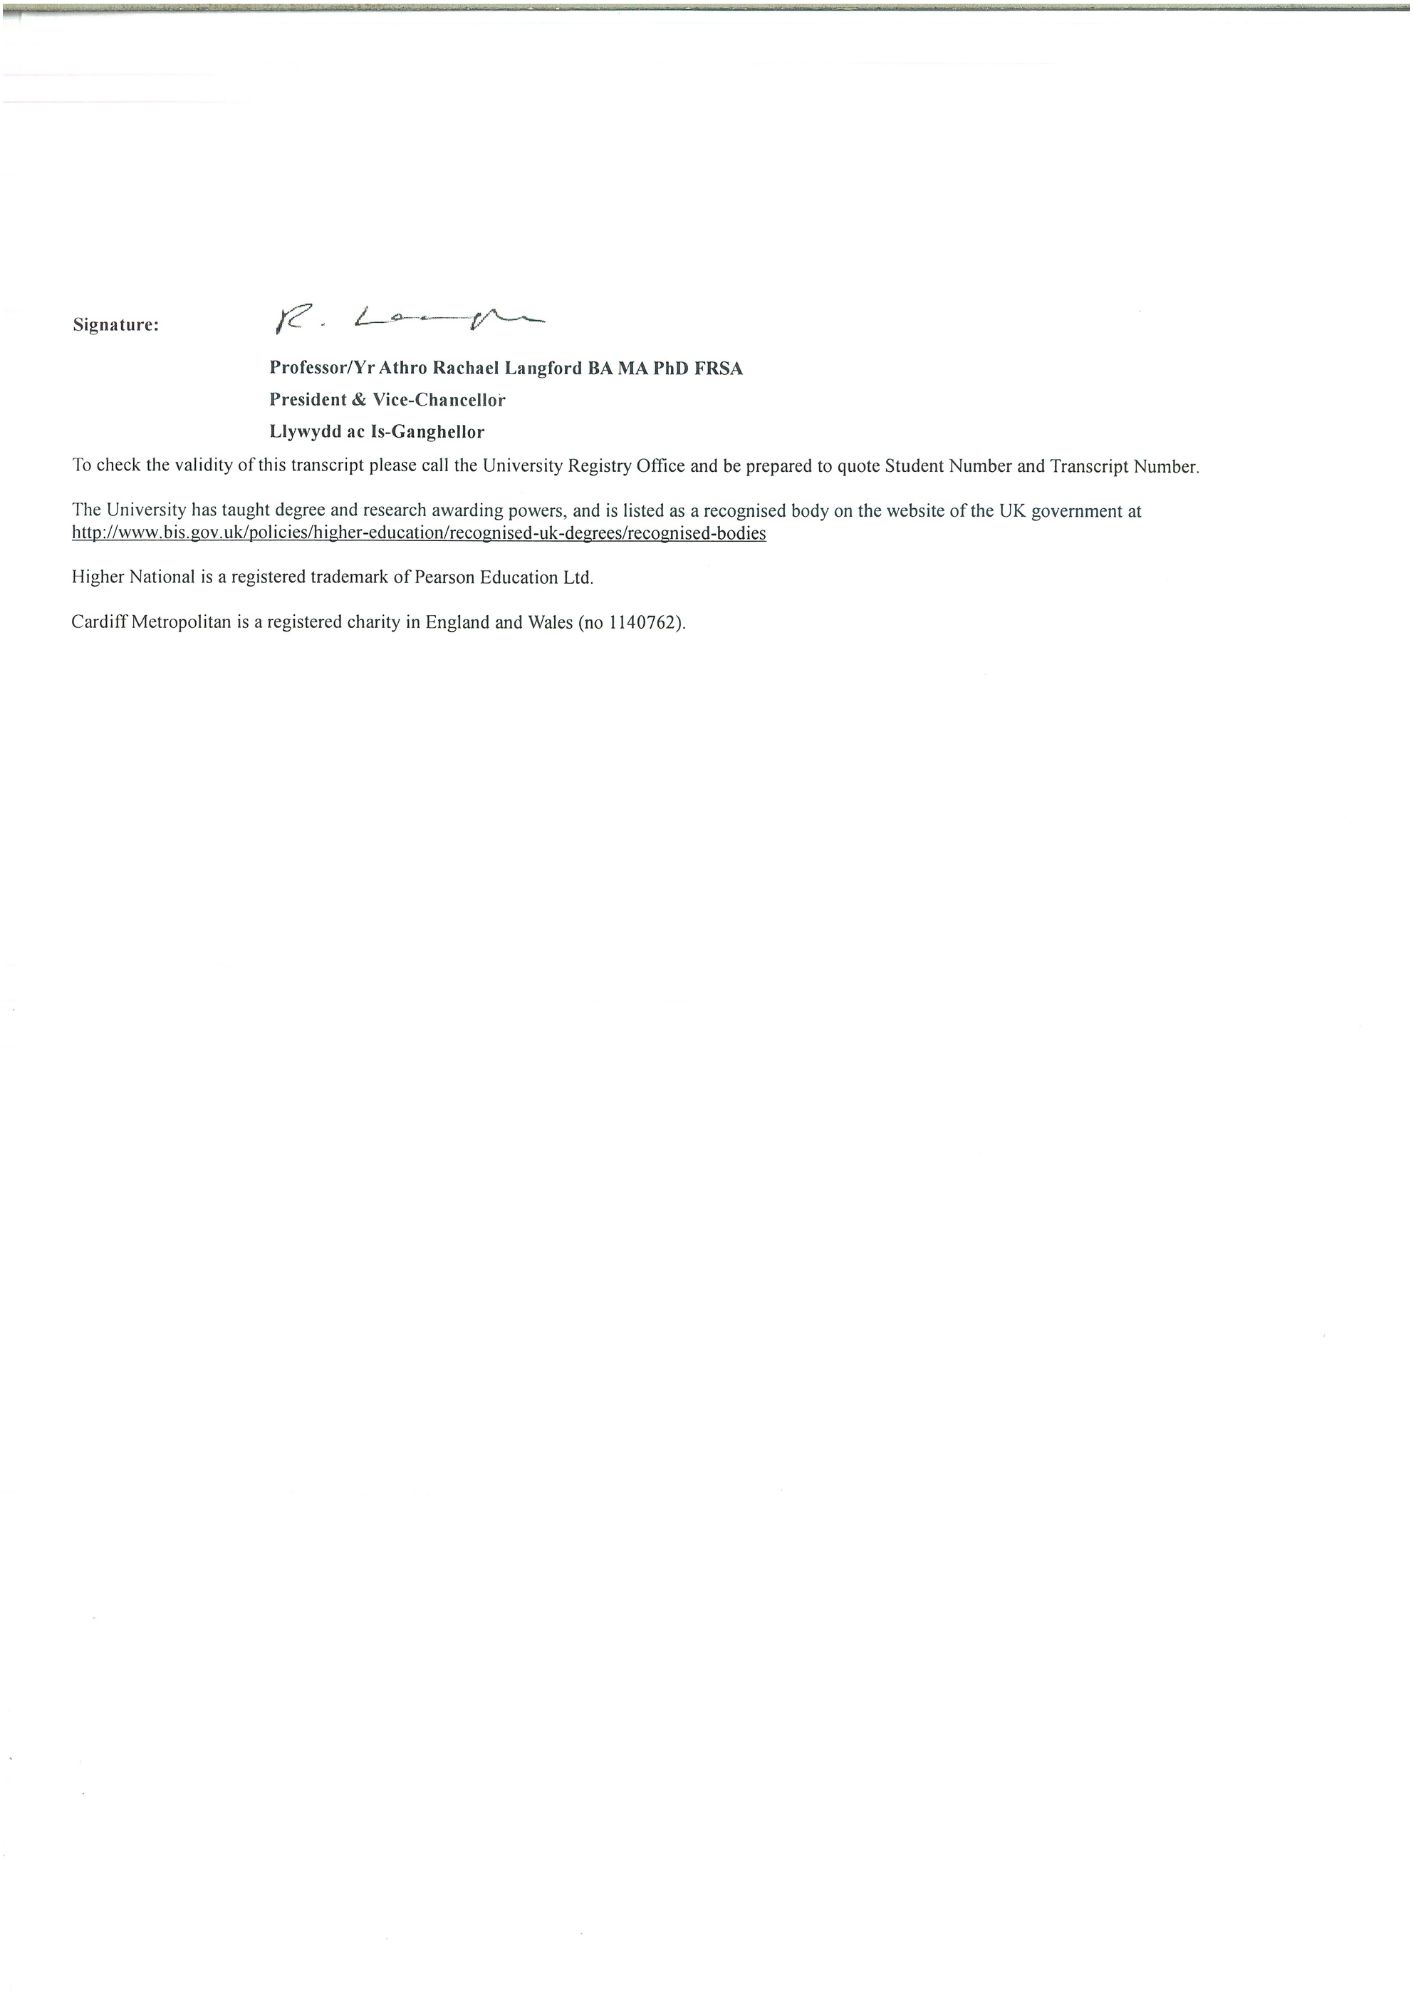 Signature:
R. Langford
Professor/Yr Athro Rachael Langford BA MA PhD FRSA
President & Vice-Chancellor
Llywydd ac Is-Ganghellor
To check the validity of this transcript please call the University Registry Office and be prepared to quote Student Number and Transcript Number.
The University has taught degree and research awarding powers, and is listed as a recognised body on the website of the UK government at
http://www.bis.gov.uk/policies/higher-education/recognised-uk-degrees/recognised-bodies
Higher National is a registered trademark of Pearson Education Ltd.
Cardiff Metropolitan is a registered charity in England and Wales (no 1140762).